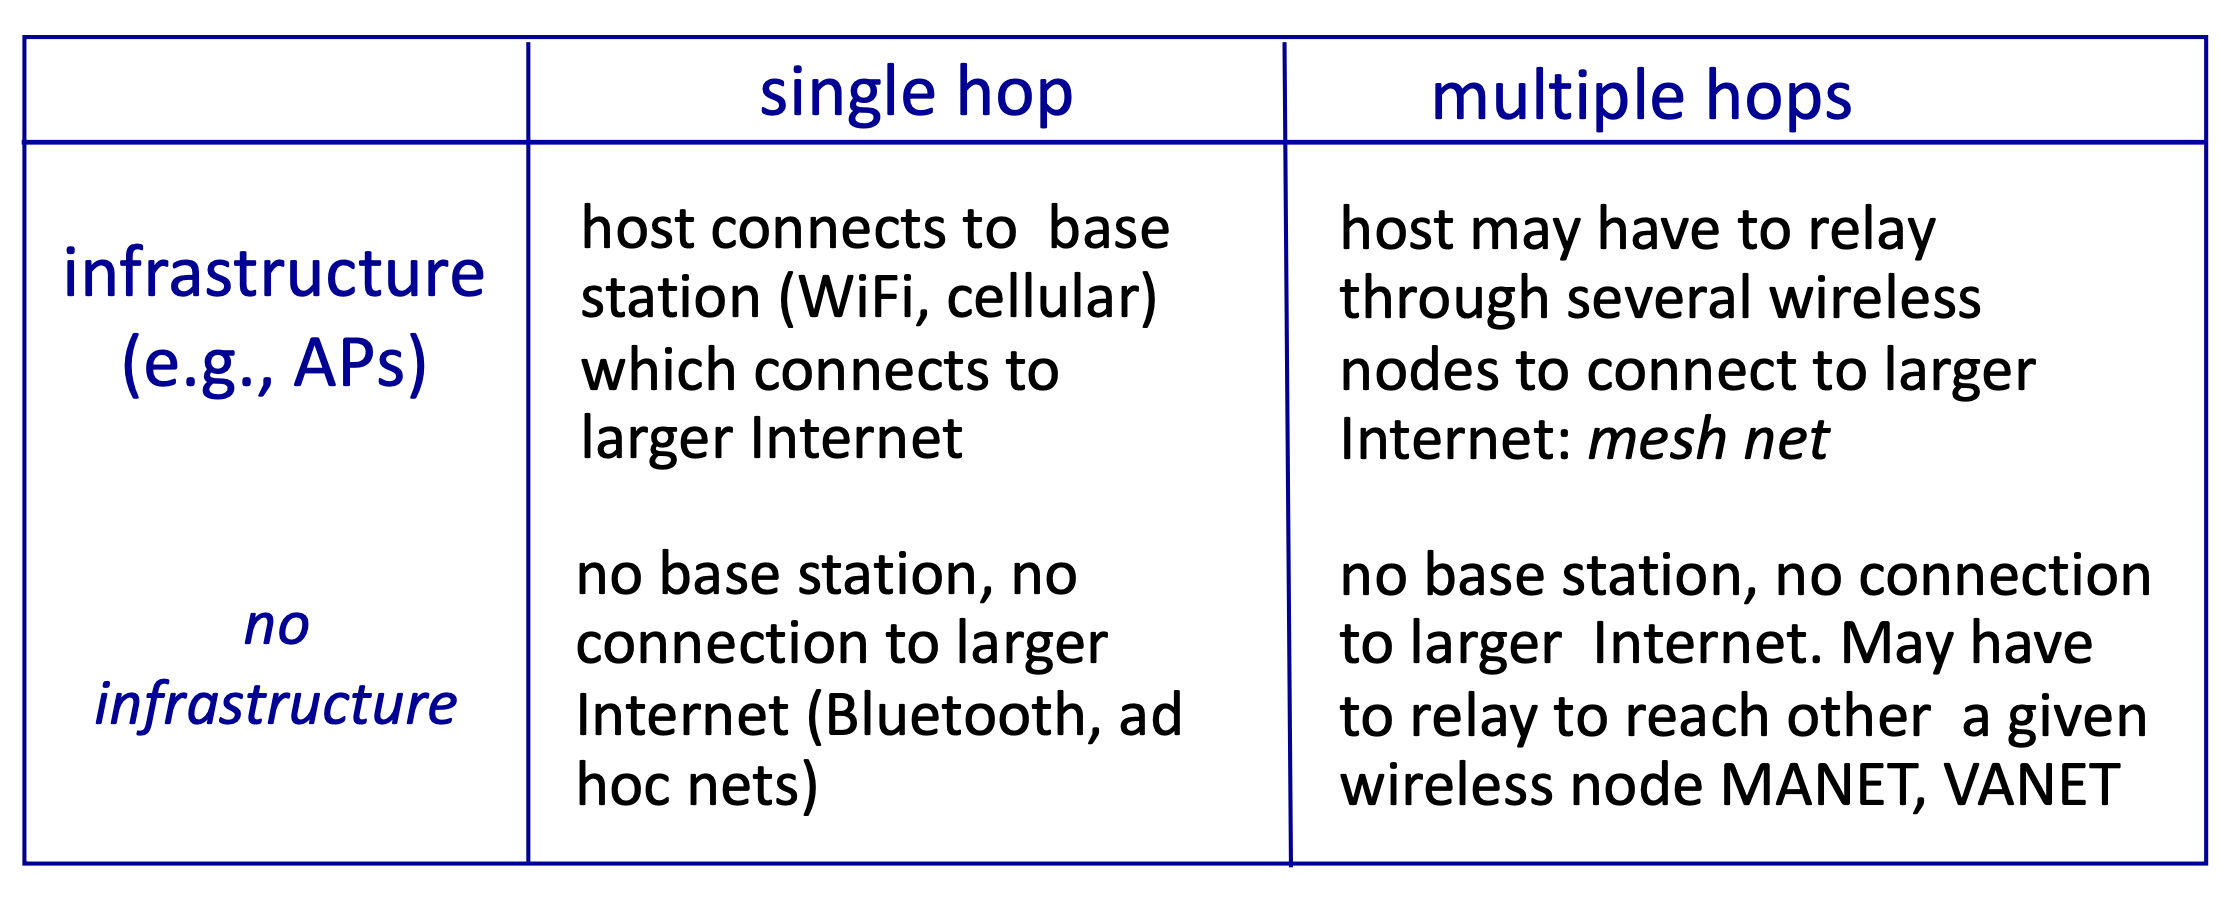 single hop
multiple hops
infrastructure
(e.g., APs)
host connects to base
station (WiFi, cellular)
which connects to
larger Internet
host may have to relay
through several wireless
nodes to connect to larger
Internet: mesh net
no
infrastructure
no base station, no
connection to larger
Internet (Bluetooth, ad
hoc nets)
no base station, no connection
to larger Internet. May have
to relay to reach other a given
wireless node MANET, VANET